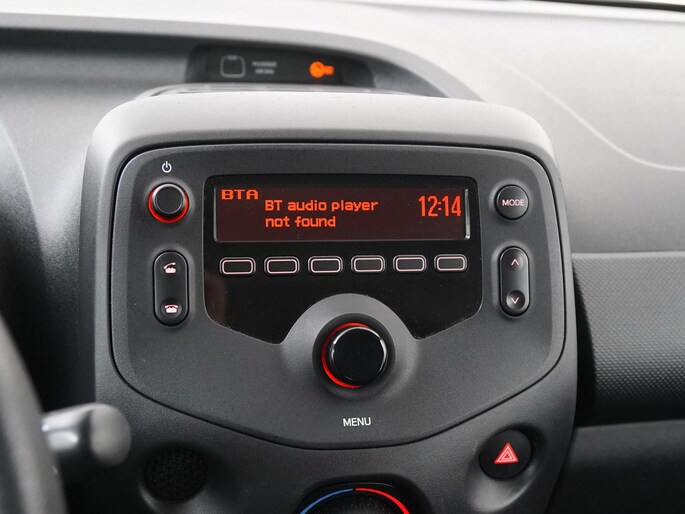 BTA
BT audio player
not found
12:14
MODE
MENU